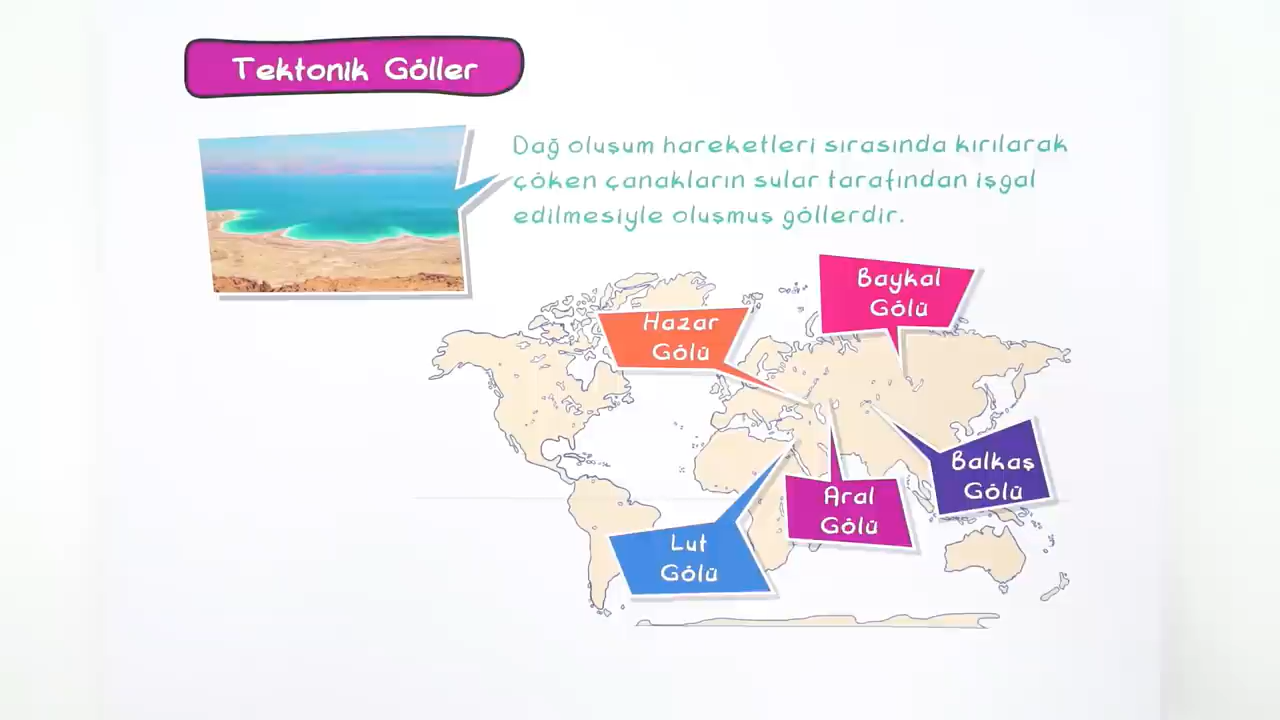 Tektonik Göller
Dağ oluşum hareketleri sırasında kırılarak
çöken çanakların sular tarafından işgal
edilmesiyle oluşmuş göllerdir.
Baykal
Gölü
Hazar
Gölü
Balkaş
Gölü
Aral
Gölü
Lut
Gölü